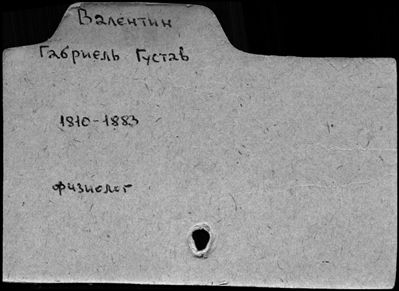 Валентин
Габриель Густав
1810-1883
физиолог